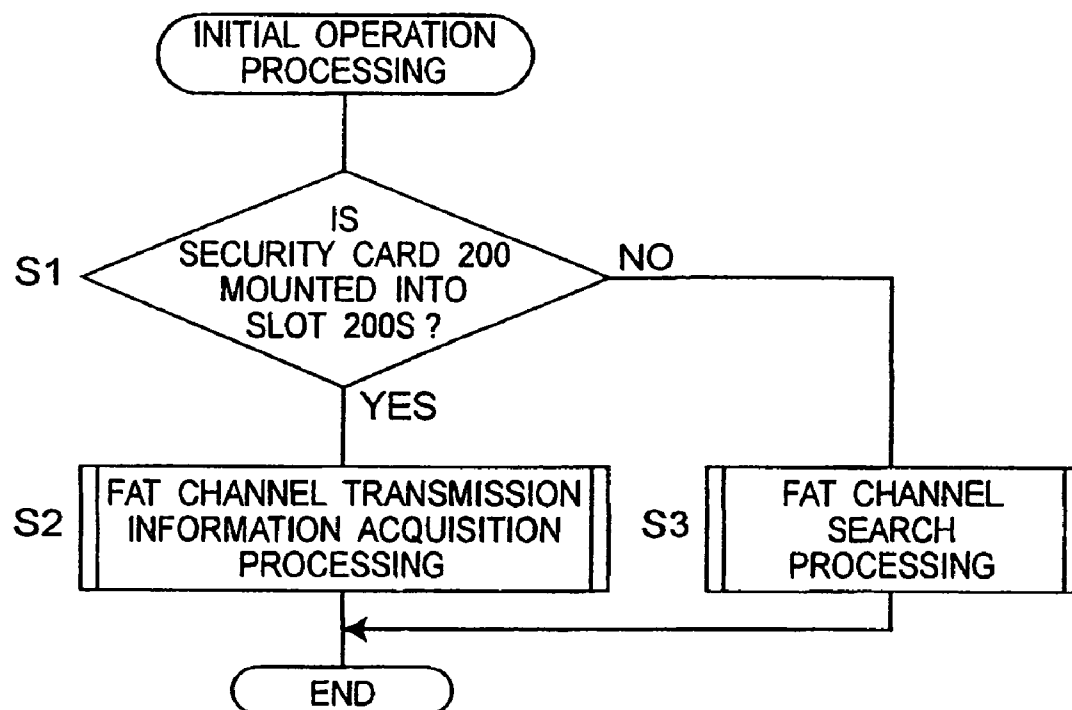 INITIAL OPERATION
PROCESSING
IS
SECURITY CARD 200
MOUNTED INTO
SLOT 200S ?
S1
NO
YES
S2
FAT CHANNEL TRANSMISSION
INFORMATION ACQUISITION
PROCESSING
S3
FAT CHANNEL
SEARCH
PROCESSING
END